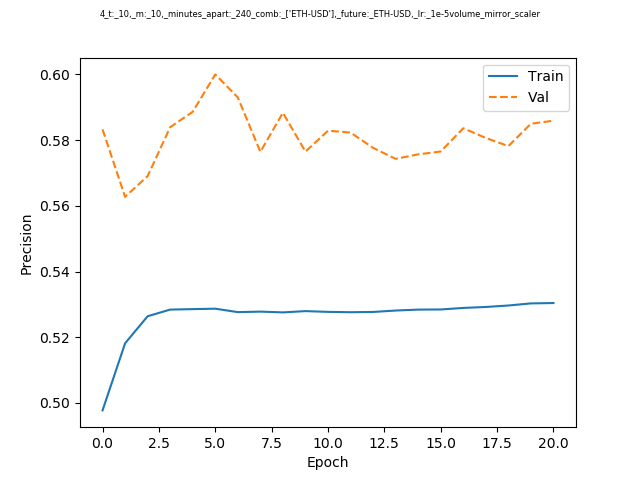 4_t:_10,_m:_10,_minutes_apart:_240_comb:_['ETH-USD'],_future:_ETH-USD,_lr:_1e-5volume_mirror_scaler
Train
Val
0.60
0.58
0.56
0.54
0.52
0.50
Precision
0.0 2.5 5.0 7.5 10.0 12.5 15.0 17.5 20.0
Epoch